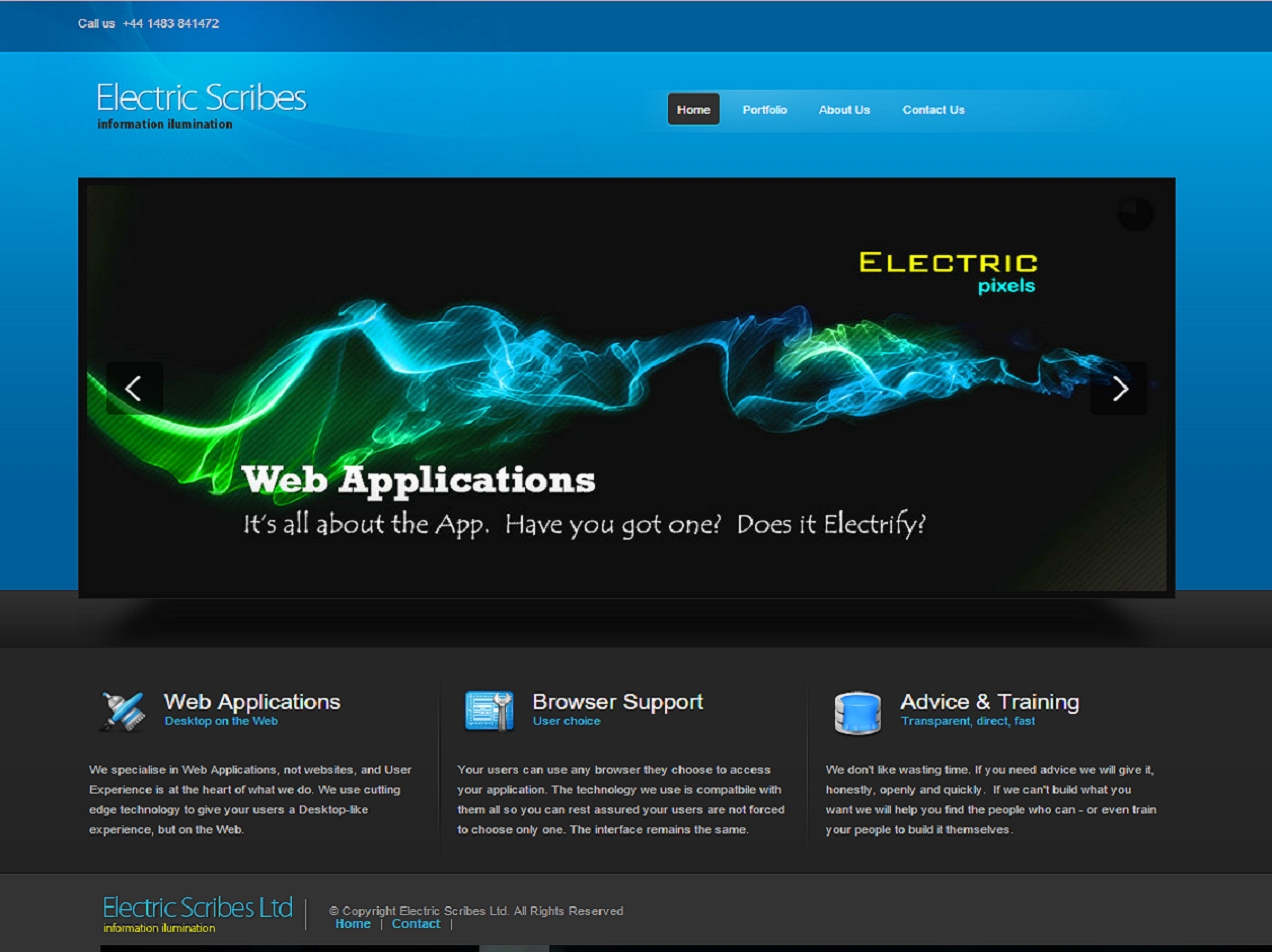 Call us +44 1483 841472
Electric Scribes
information ilumination
Home Portfolio About Us Contact Us
Electric
pixels
Web Applications
It's all about the App. Have you got one? Does it Electrify?
Web Applications
Desktop on the Web
We specialise in Web Applications, not websites, and User
Experience is at the heart of what we do. We use cutting
edge technology to give your users a Desktop-like
experience, but on the Web.
Browser Support
User choice
Your users can use any browser they choose to access
your application. The technology we use is compatbile with
them all so you can rest assured your users are not forced
to choose only one. The interface remains the same.
Advice & Training
Transparent, direct, fast
We don't like wasting time. If you need advice we will give it,
honestly, openly and quickly. If we can't build what you
want we will help you find the people who can - or even train
your people to build it themselves.
Electric Scribes Ltd
information ilumination
© Copyright Electric Scribes Ltd. All Rights Reserved
Home | Contact |